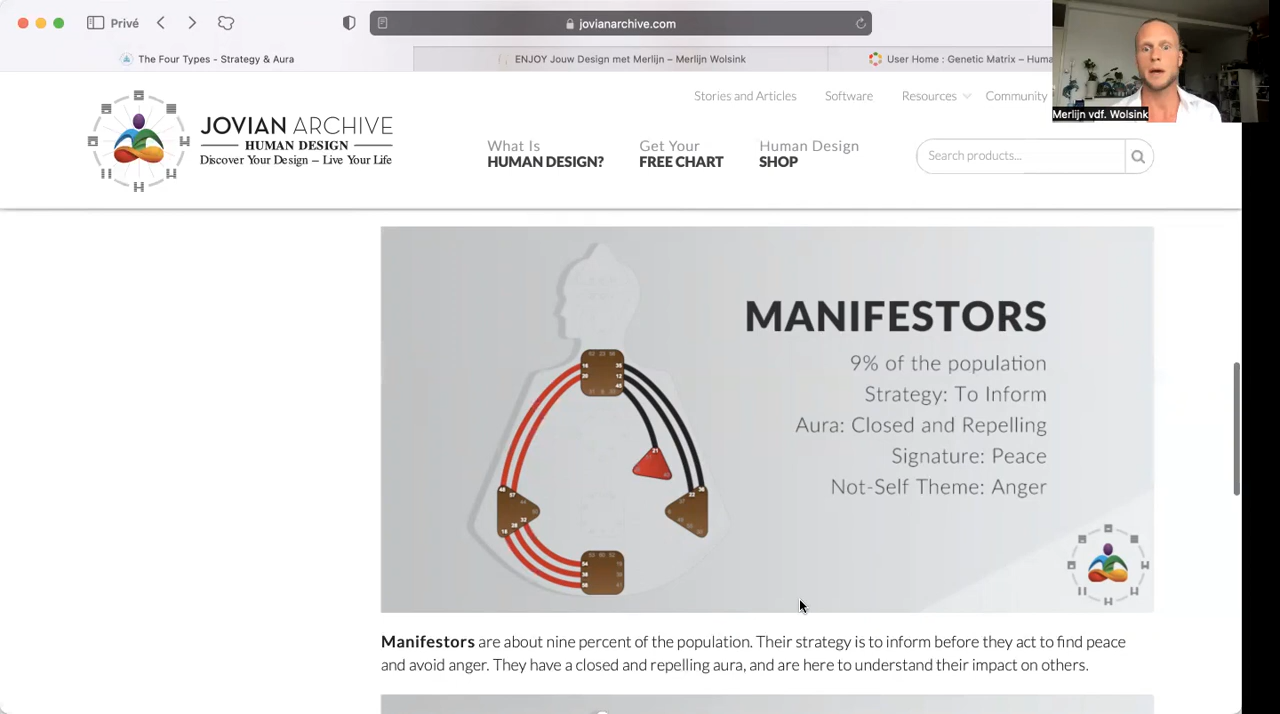 Privé
jovianarchive.com
The Four Types - Strategy & Aura
ENJOY Jouw Design met Merlijn – Merlijn Wolsink
User Home : Genetic Matrix – Huma
Merlijn vdf. Wolsink
Stories and Articles
Software
Resources
Community
JOVIAN ARCHIVE
HUMAN DESIGN
Discover Your Design – Live Your Life
What Is
HUMAN DESIGN?
Get Your
FREE CHART
Human Design
SHOP
Search products...
MANIFESTORS
9% of the population
Strategy: To Inform
Aura: Closed and Repelling
Signature: Peace
Not-Self Theme: Anger
Manifestors are about nine percent of the population. Their strategy is to inform before they act to find peace
and avoid anger. They have a closed and repelling aura, and are here to understand their impact on others.